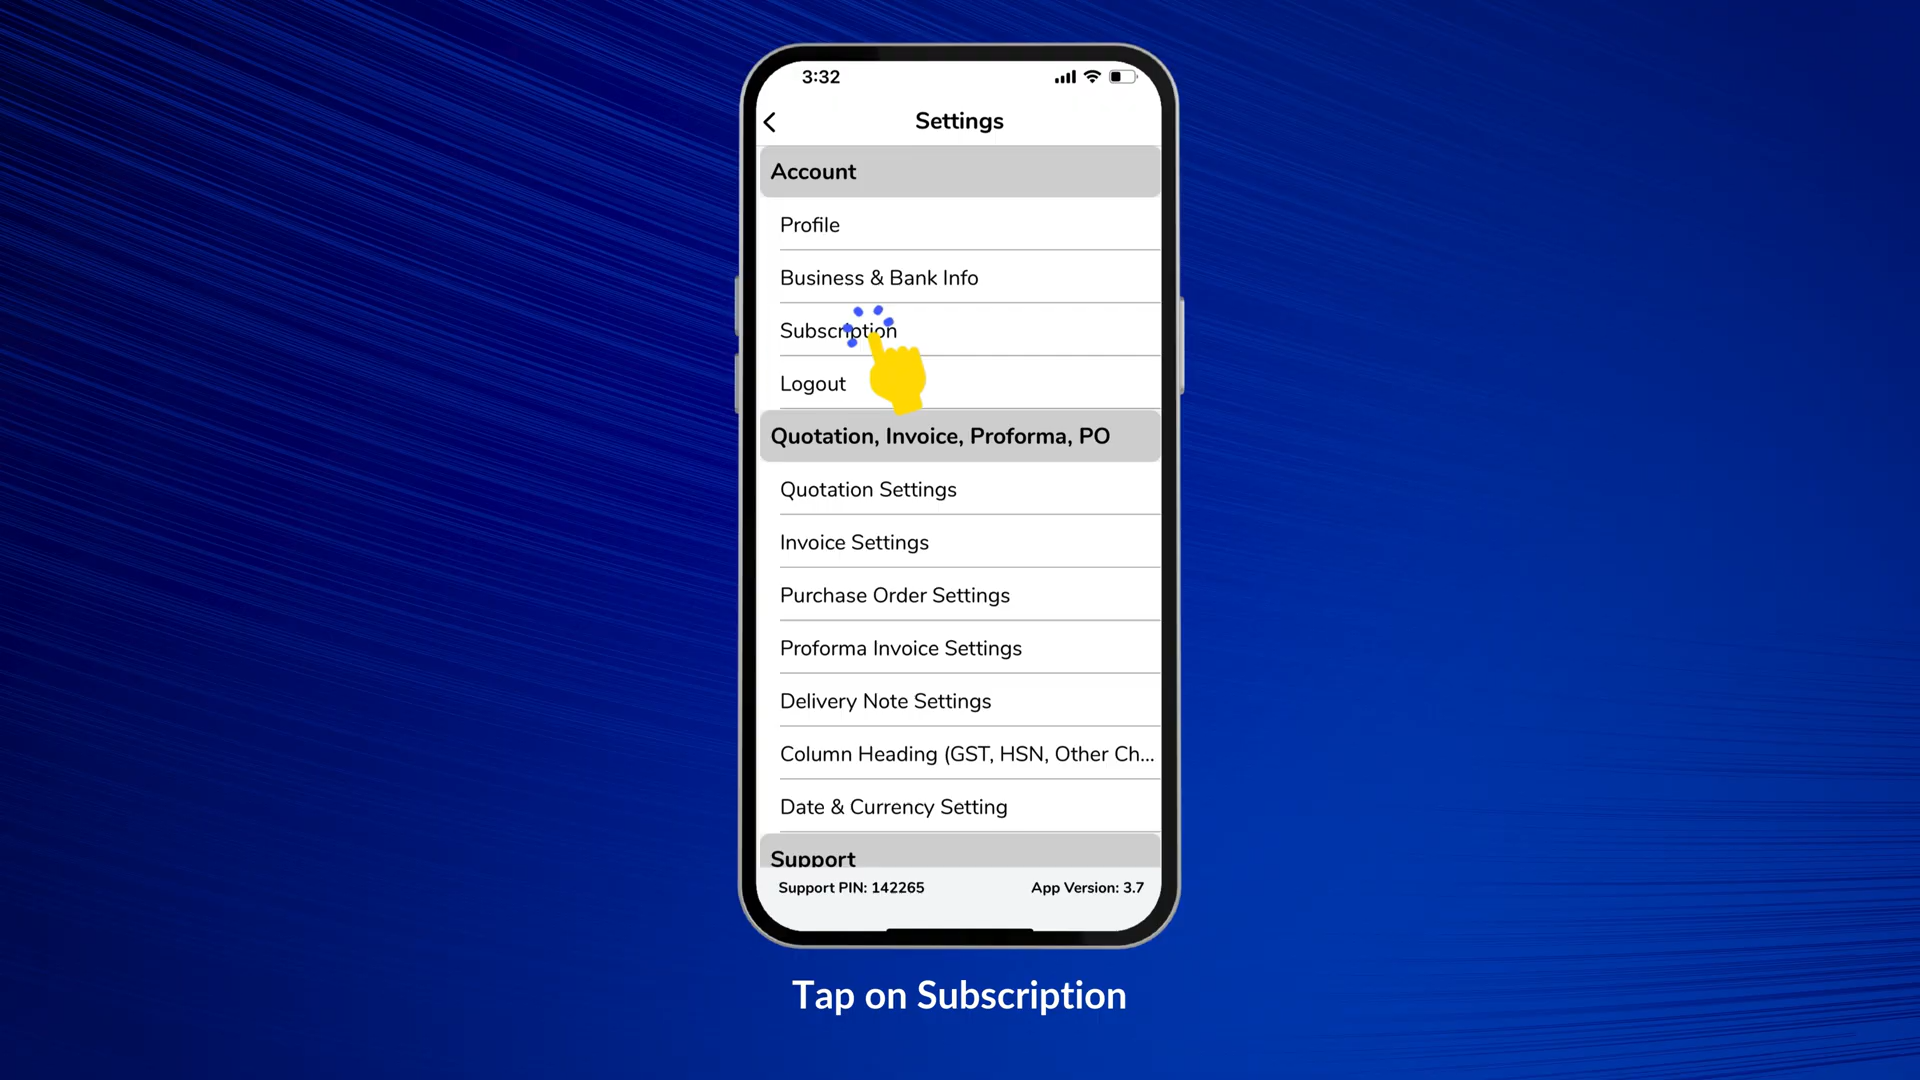 3:32
Settings
Account
Profile
Business & Bank Info
Subscription
Logout
Quotation, Invoice, Proforma, PO
Quotation Settings
Invoice Settings
Purchase Order Settings
Proforma Invoice Settings
Delivery Note Settings
Column Heading (GST, HSN, Other Ch...
Date & Currency Setting
Support
Support PIN: 142265 App Version: 3.7
Tap on Subscription